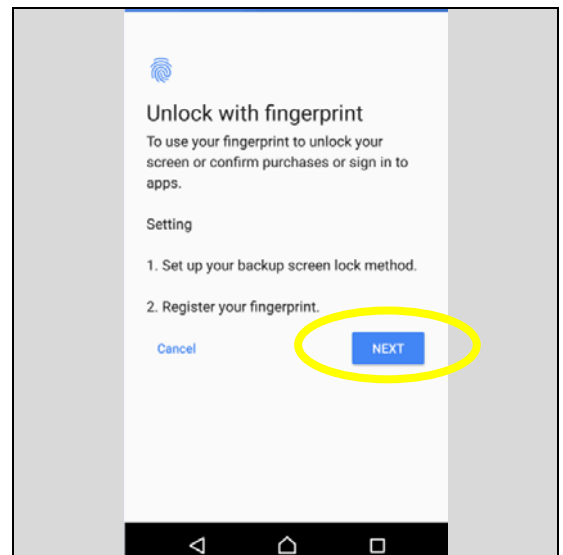 Unlock with fingerprint
To use your fingerprint to unlock your
screen or confirm purchases or sign in to
apps.
Setting
1. Set up your backup screen lock method.
2. Register your fingerprint.
Cancel NEXT